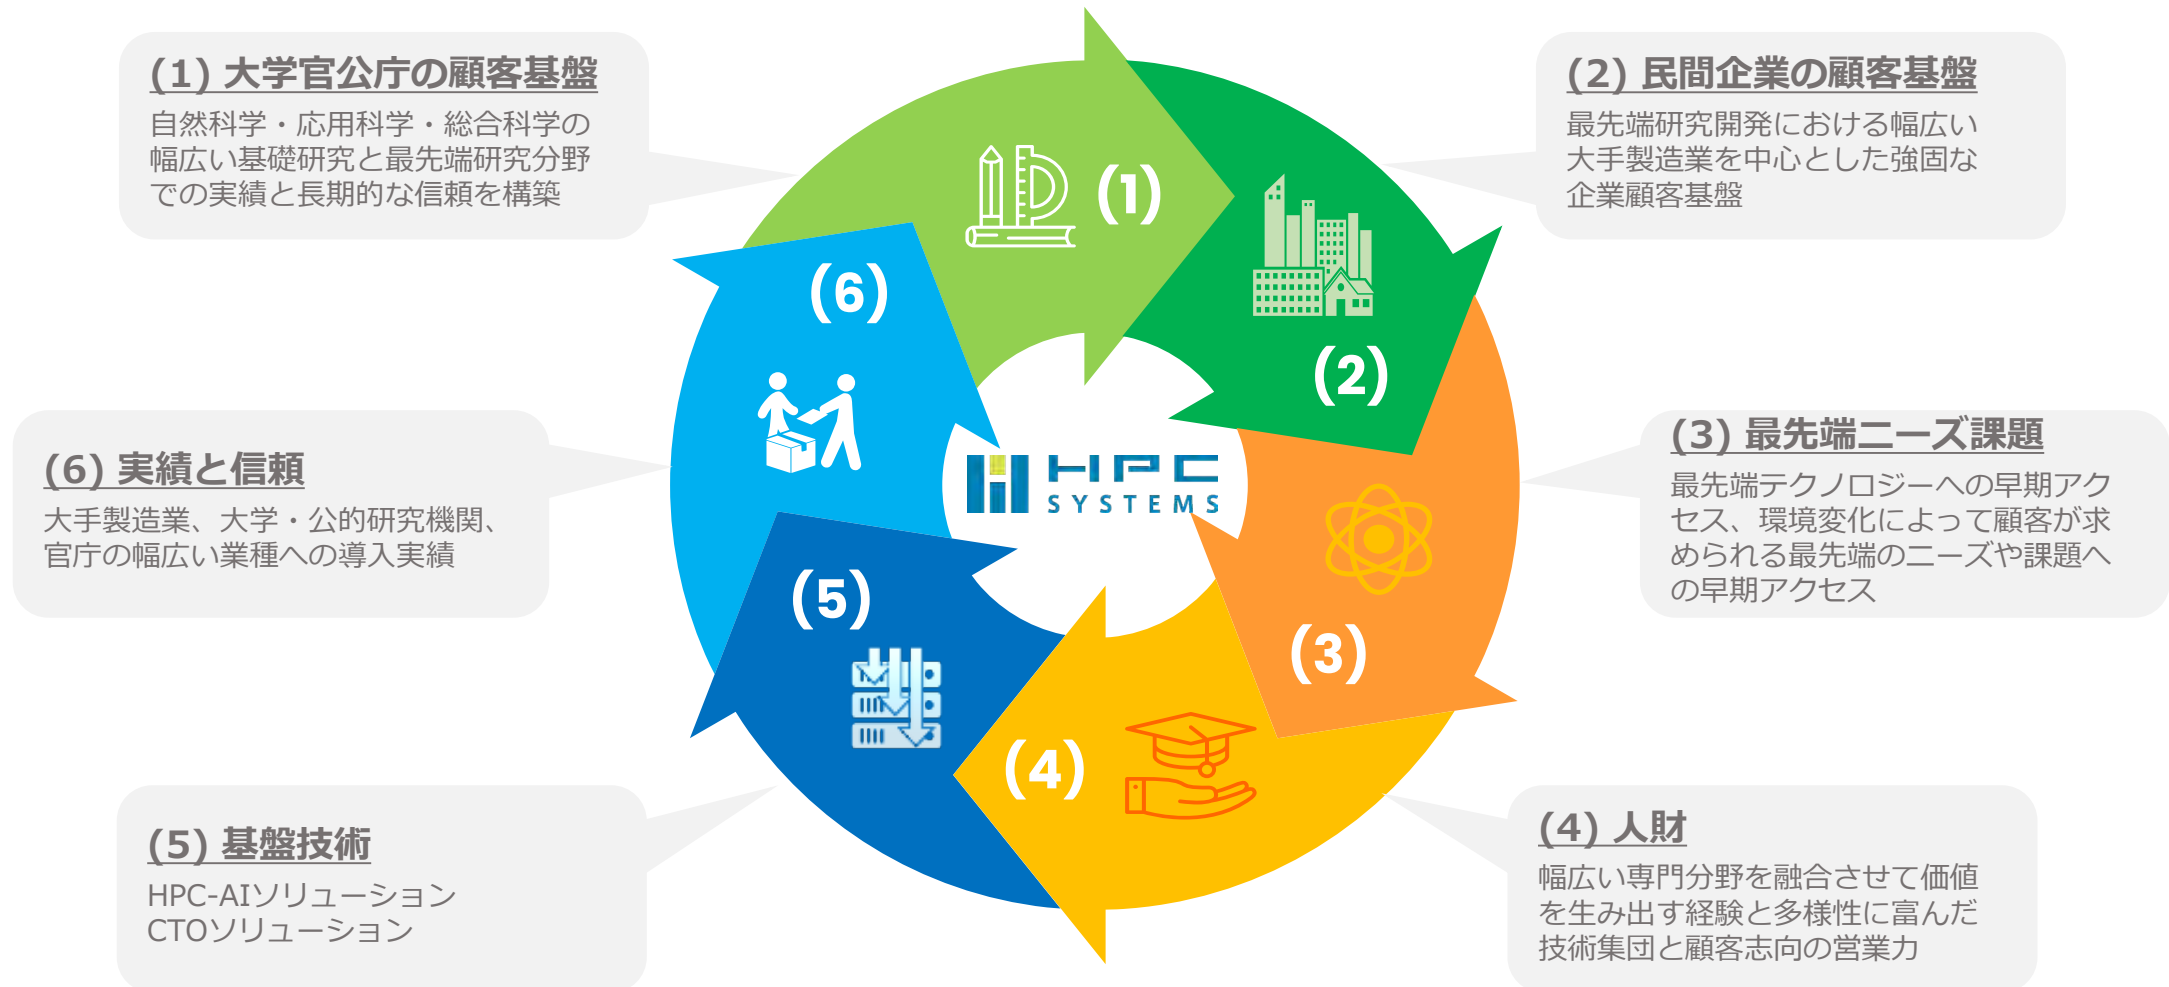 (1) 大学官公庁の顧客基盤
自然科学・応用科学・総合科学の
幅広い基礎研究と最先端研究分野
での実績と長期的な信頼を構築
(2) 民間企業の顧客基盤
最先端研究開発における幅広い
大手製造業を中心とした強固な
企業顧客基盤
(3) 最先端ニーズ課題
最先端テクノロジーへの早期アク
セス、環境変化によって顧客が求
められる最先端のニーズや課題へ
の早期アクセス
(4) 人財
幅広い専門分野を融合させて価値
を生み出す経験と多様性に富んだ
技術集団と顧客志向の営業力
(5) 基盤技術
HPC-AIソリューション
CTOソリューション
(6) 実績と信頼
大手製造業、大学・公的研究機関、
官庁の幅広い業種への導入実績
(1)
(2)
(3)
(4)
(5)
(6)
HPC
SYSTEMS